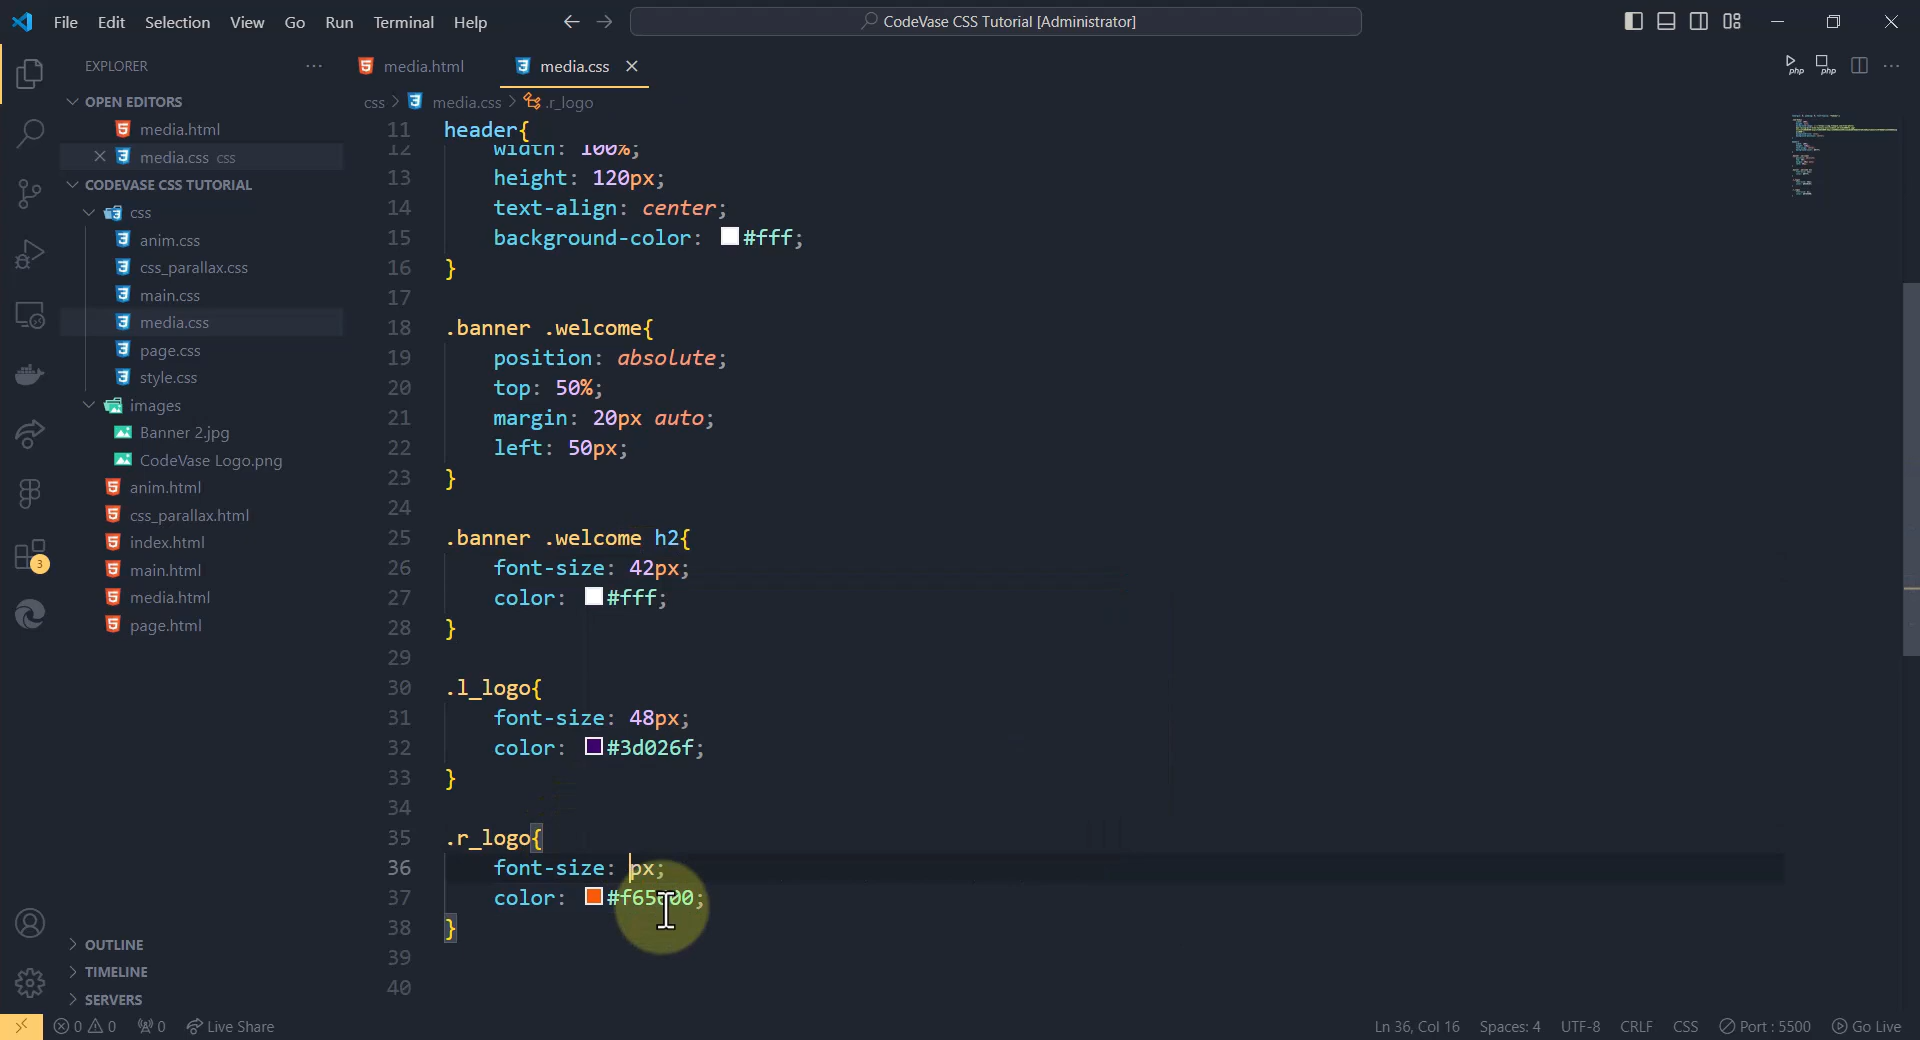 File Edit Selection View Go Run Terminal Help
CodeVase CSS Tutorial [Administrator]
EXPLORER
OPEN EDITORS
media.html
media.css css
CODEVASE CSS TUTORIAL
css
anim.css
css_parallax.css
main.css
media.css
page.css
style.css
images
Banner 2.jpg
CodeVase Logo.png
anim.html
css_parallax.html
index.html
main.html
media.html
page.html
OUTLINE
TIMELINE
SERVERS
3
media.html
media.css
php php
css > media.css > .r_logo
11 header{
12 width: 100%;
13 height: 120px;
14 text-align: center;
15 background-color: #fff;
16 }
17
18 .banner .welcome{
19 position: absolute;
20 top: 50%;
21 margin: 20px auto;
22 left: 50px;
23 }
24
25 .banner .welcome h2{
26 font-size: 42px;
27 color: #fff;
28 }
29
30 .l_logo{
31 font-size: 48px;
32 color: #3d026f;
33 }
34
35 .r_logo{
36 font-size: px;
37 color:
38 }
39
40
0 0 0 Live Share
Ln 36, Col 16 Spaces: 4 UTF-8 CRLF CSS Port : 5500 Go Live